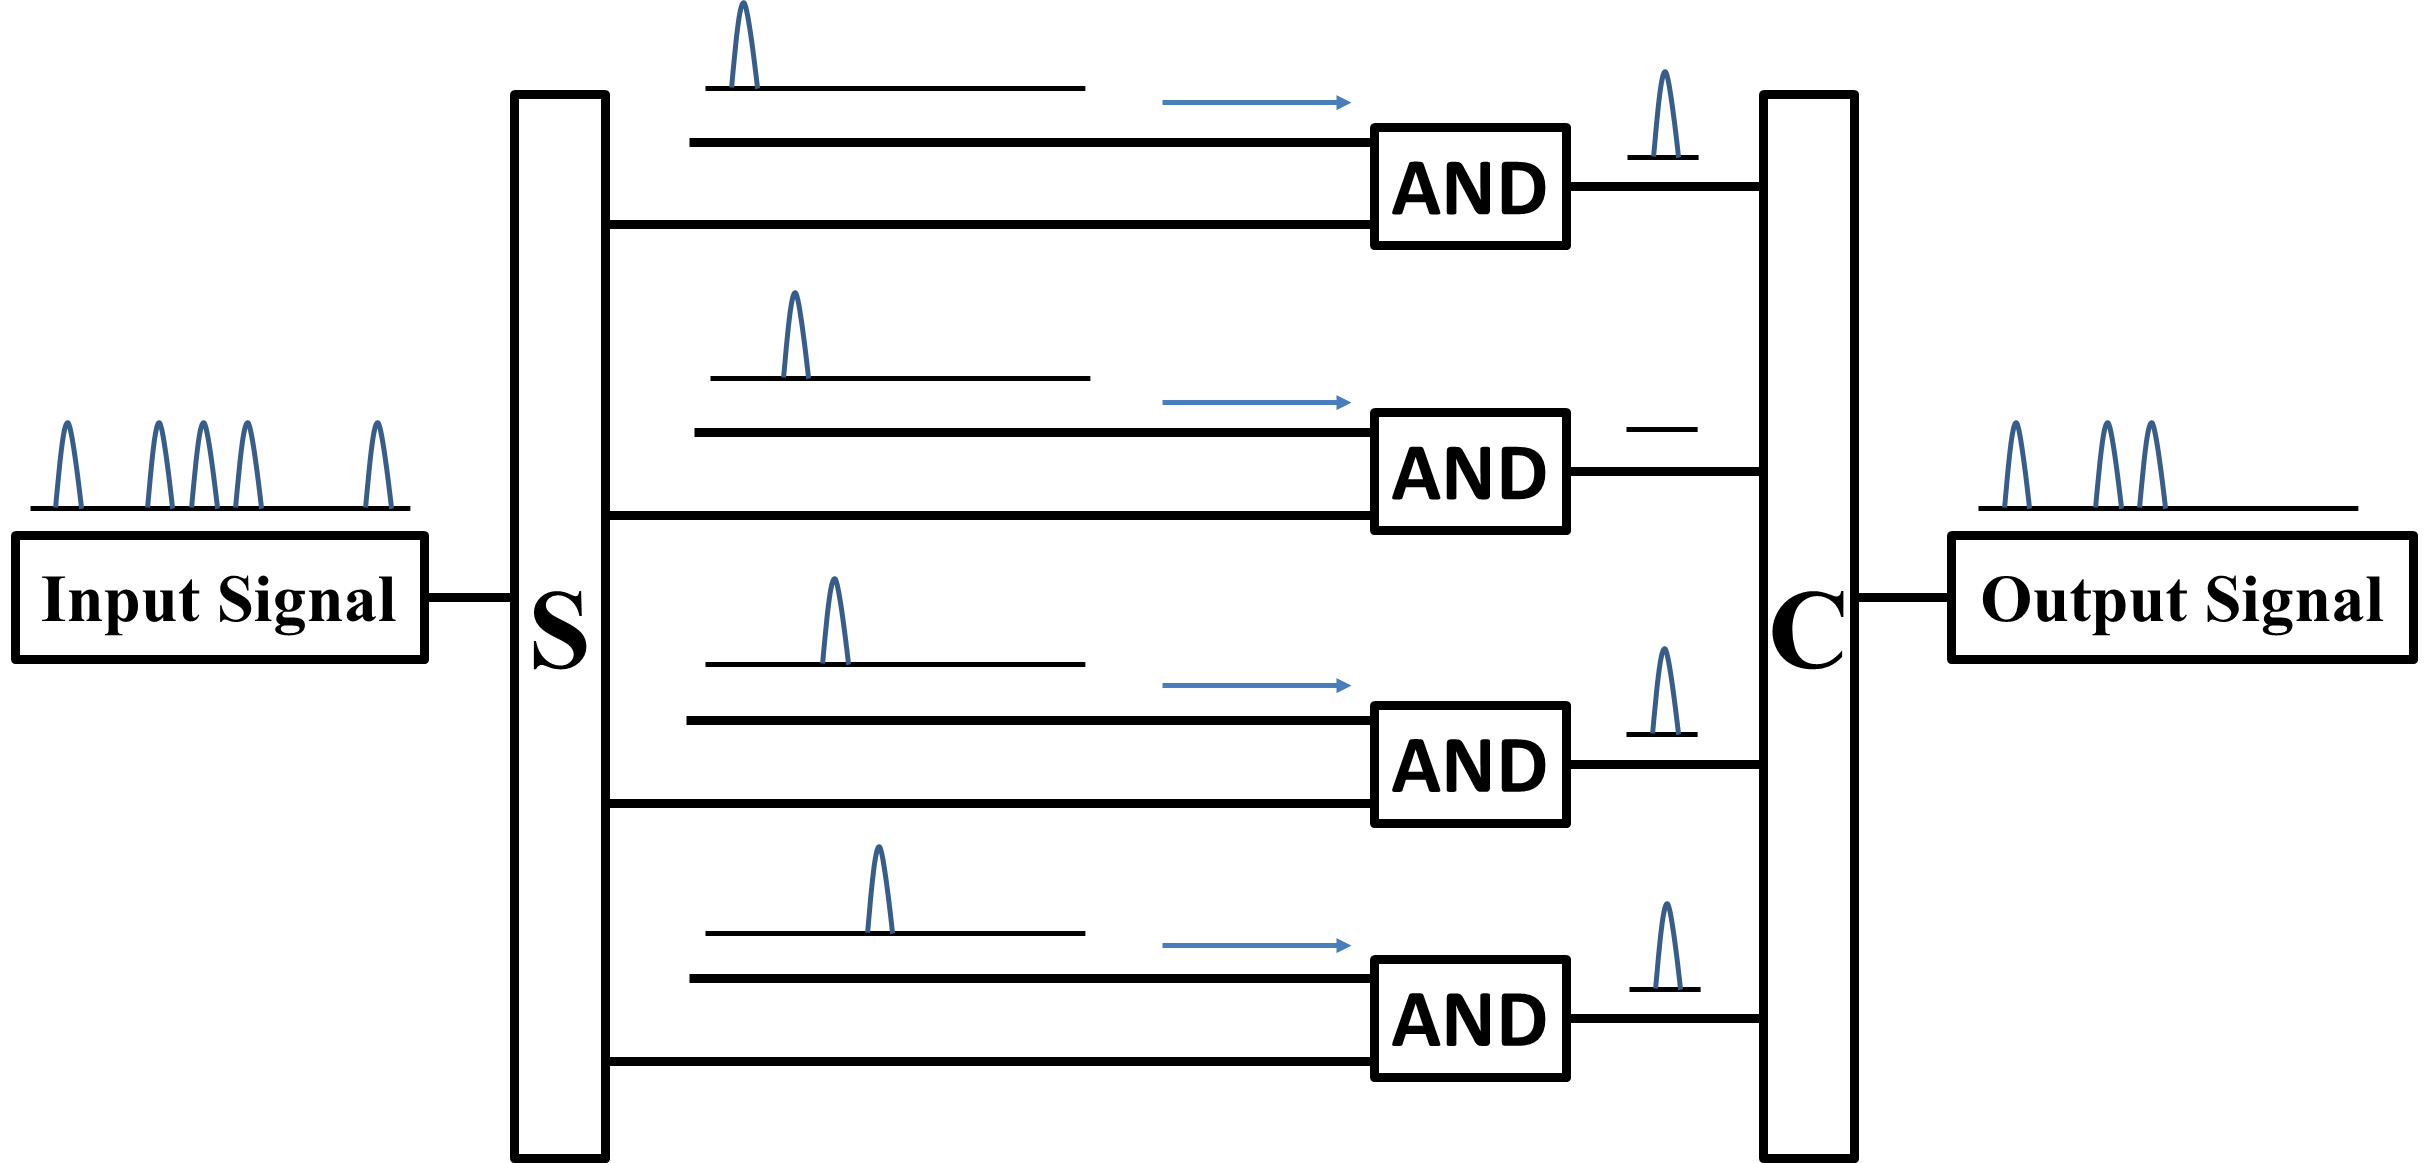 Input Signal
S
AND
AND
AND
AND
C
Output Signal